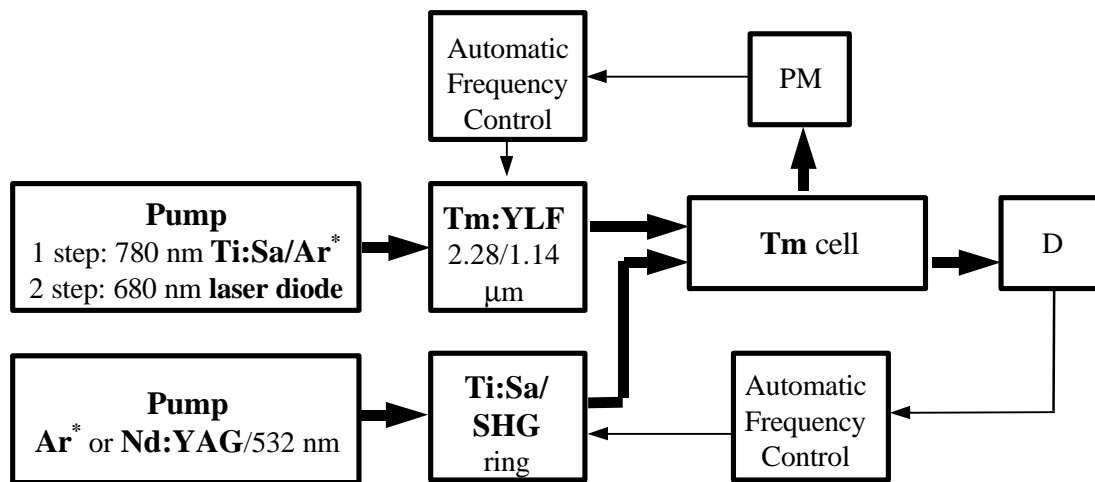 Automatic
Frequency
Control
PM
Pump
1 step: 780 nm Ti:Sa/Ar*
2 step: 680 nm laser diode
Tm:YLF
2.28/1.14
μm
Tm cell
D
Pump
Ar* or Nd:YAG/532 nm
Ti:Sa/
SHG
ring
Automatic
Frequency
Control